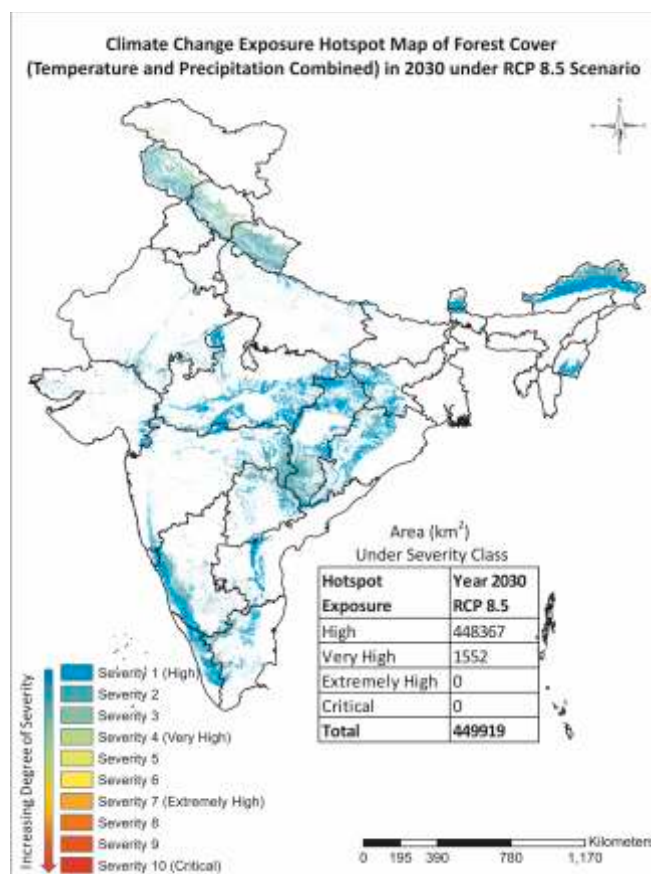 Climate Change Exposure Hotspot Map of Forest Cover
(Temperature and Precipitation Combined) in 2030 under RCP 8.5 Scenario
Area (km²)
Under Severity Class
Hotspot Exposure Year 2030 RCP 8.5
High 448367
Very High 1552
Extremely High 0
Critical 0
Total 449919
Increasing Degree of Severity
Severity 1 (High)
Severity 2
Severity 3
Severity 4 (Very High)
Severity 5
Severity 6
Severity 7 (Extremely High)
Severity 8
Severity 9
Severity 10 (Critical)
Kilometers
0 195 390 780 1,170